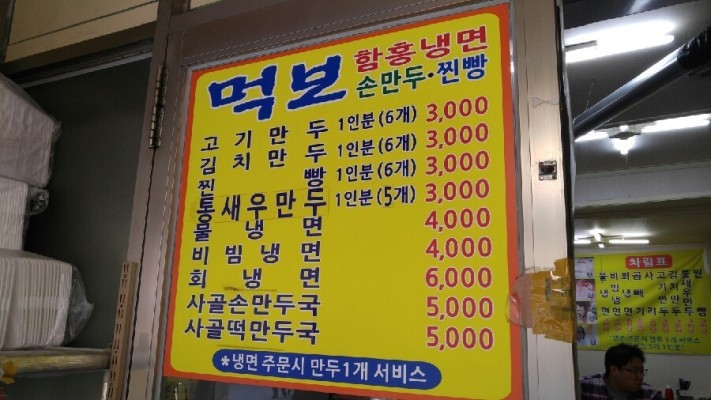 먹보 함흥냉면
손만두·찐빵
고기만두 1인분(6개) 3,000
김치만두 1인분(6개) 3,000
찐빵 1인분(6개) 3,000
통새우만두 1인분(5개) 3,000
물냉면 4,000
비빔냉면 4,000
회냉면 6,000
사골손만두국 5,000
사골떡만두국 5,000
*냉면 주문시 만두1개 서비스
차림표